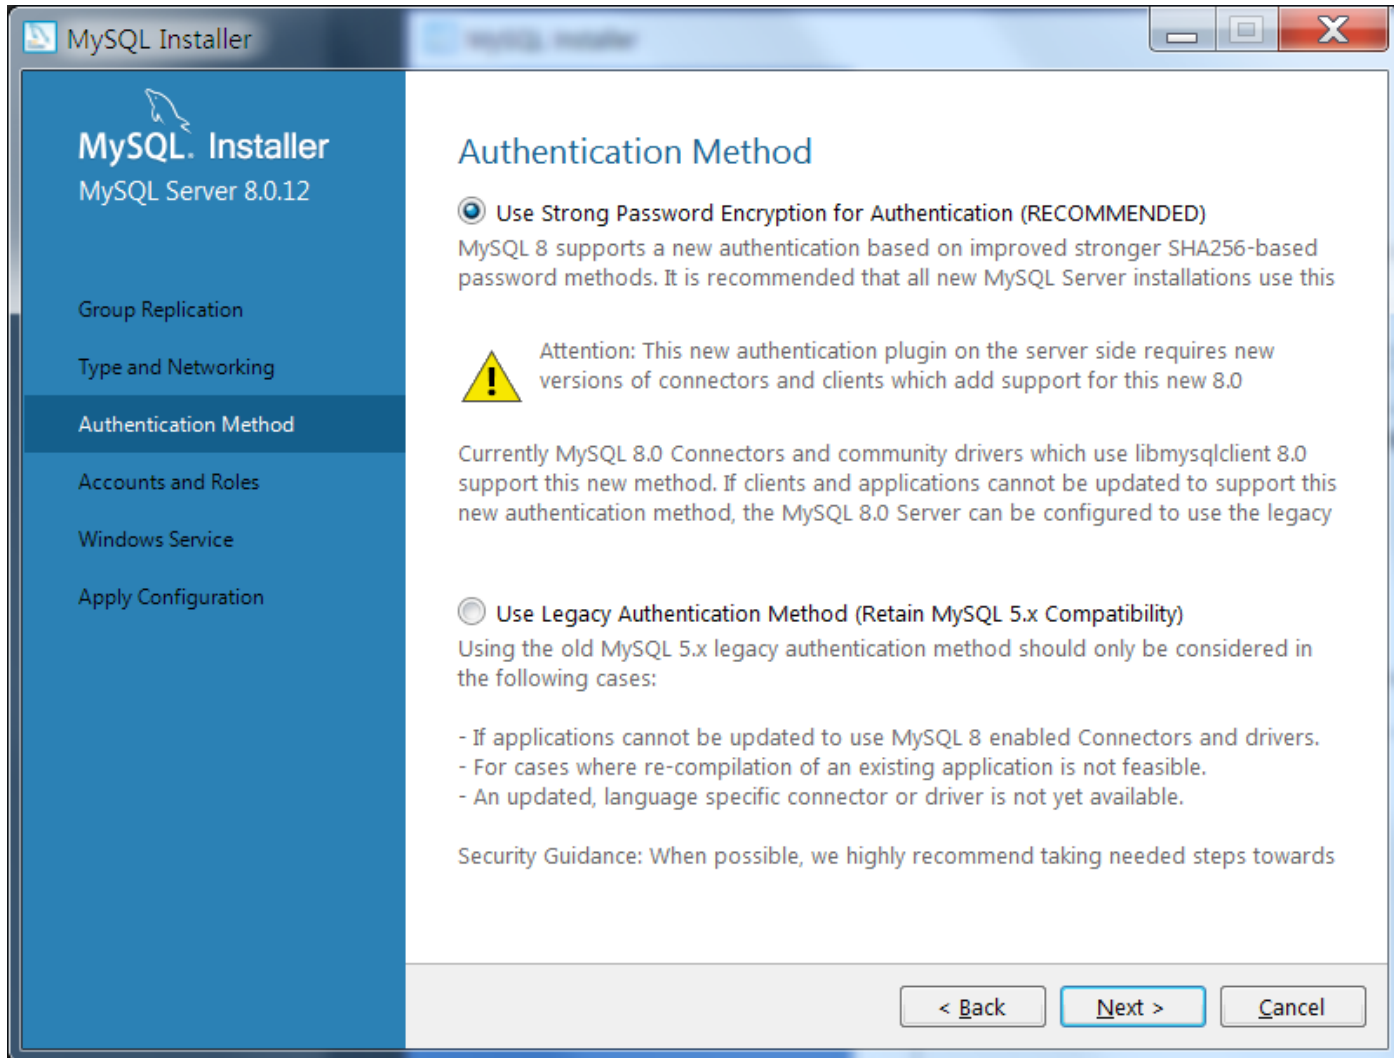 MySQL Installer
MySQL Installer
MySQL. Installer
MySQL Server 8.0.12
Group Replication
Type and Networking
Authentication Method
Accounts and Roles
Windows Service
Apply Configuration
Authentication Method
Use Strong Password Encryption for Authentication (RECOMMENDED)
MySQL 8 supports a new authentication based on improved stronger SHA256-based
password methods. It is recommended that all new MySQL Server installations use this
Attention: This new authentication plugin on the server side requires new
versions of connectors and clients which add support for this new 8.0
Currently MySQL 8.0 Connectors and community drivers which use libmysqlclient 8.0
support this new method. If clients and applications cannot be updated to support this
new authentication method, the MySQL 8.0 Server can be configured to use the legacy
Use Legacy Authentication Method (Retain MySQL 5.x Compatibility)
Using the old MySQL 5.x legacy authentication method should only be considered in
the following cases:
- If applications cannot be updated to use MySQL 8 enabled Connectors and drivers.
- For cases where re-compilation of an existing application is not feasible.
- An updated, language specific connector or driver is not yet available.
Security Guidance: When possible, we highly recommend taking needed steps towards
< Back
Next >
Cancel